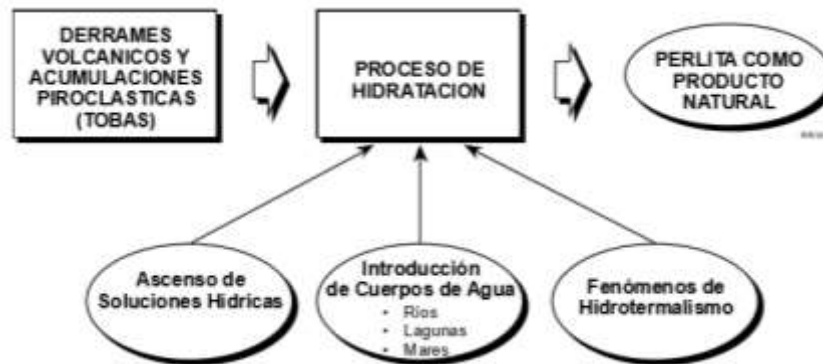 DERRAMES
VOLCANICOS Y
ACUMULACIONES
PIROCLASTICAS
(TOBAS)
PROCESO DE
HIDRATACION
PERLITA COMO
PRODUCTO
NATURAL
Ascenso de
Soluciones Hídricas
Introducción
de Cuerpos de Agua
• Ríos
• Lagunas
• Mares
Fenómenos de
Hidrotermalismo